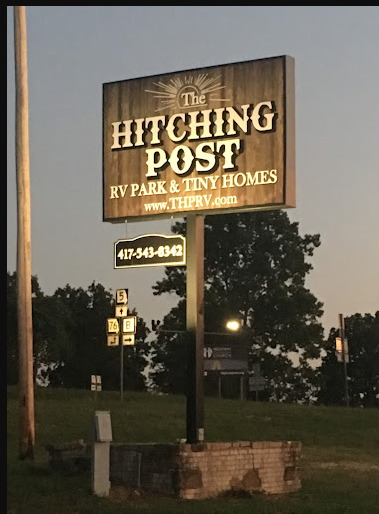 The
HITCHING
POST
RV PARK & TINY HOMES
www.THPRV.com
417-543-8342
5
76